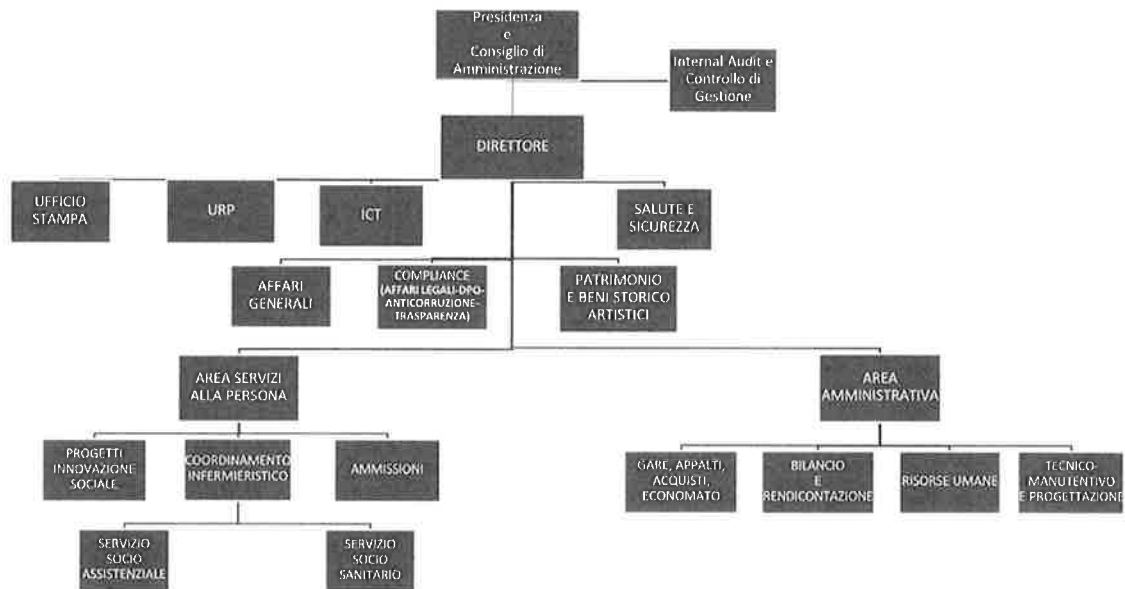 Presidenza
e
Consiglio di
Amministrazione
Internal Audit e
Controllo di
Gestione
DIRETTORE
UFFICIO
STAMPA
URP
ICT
SALUTE E
SICUREZZA
AFFARI
GENERALI
COMPLIANCE
(AFFARI LEGALI-DPO-
ANTICORRUZIONE-
TRASPARENZA)
PATRIMONIO
E BENI STORICO
ARTISTICI
AREA SERVIZI
ALLA PERSONA
AREA
AMMINISTRATIVA
PROGETTI
INNOVAZIONE
SOCIALE
COORDINAMENTO
INFERMIERISTICO
AMMISSIONI
GARE, APPALTI,
ACQUISTI,
ECONOMATO
BILANCIO
E
RENDICONTAZIONE
RISORSE UMANE
TECNICO-
MANUTENTIVO
E PROGETTAZIONE
SERVIZIO
SOCIO
ASSISTENZIALE
SERVIZIO
SOCIO
SANITARIO